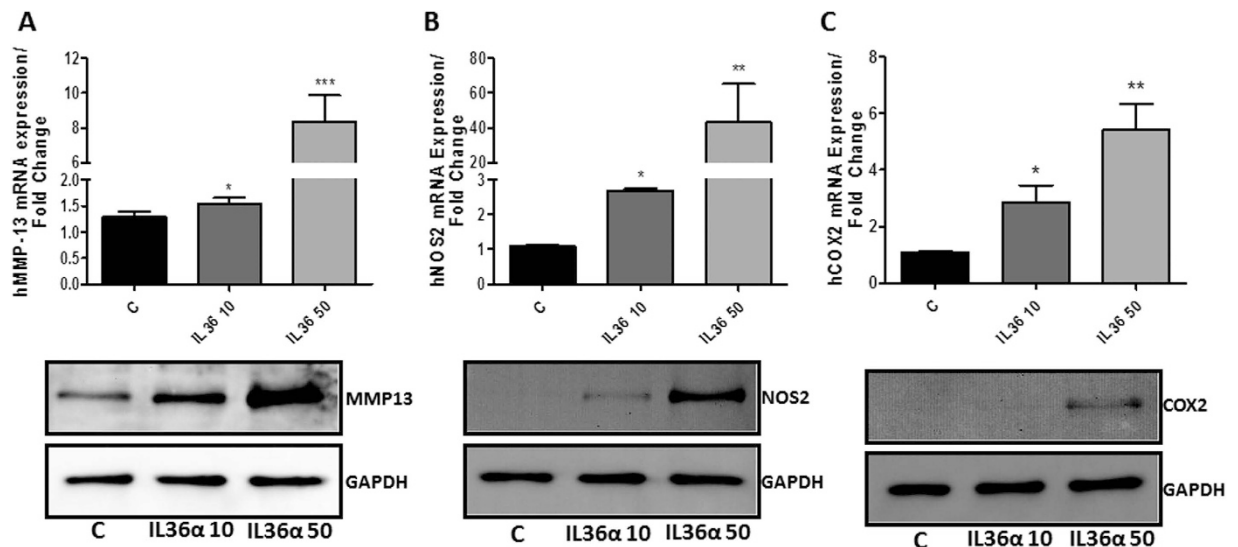 A
hMMP-13 mRNA expression/
Fold Change
12
10
8
6
2.0
1.5
1.0
0.5
0.0
*
***
C
IL36 10
IL36 50
MMP13
GAPDH
C IL36α 10 IL36α 50
B
hNOS2 mRNA Expression/
Fold Change
80
60
40
20
3
2
1
0
*
**
C
IL36 10
IL36 50
NOS2
GAPDH
C IL36α 10 IL36α 50
C
hCOX2 mRNA Expression/
Fold Change
8
6
4
2
0
*
**
C
IL36 10
IL36 50
COX2
GAPDH
C IL36α 10 IL36α 50